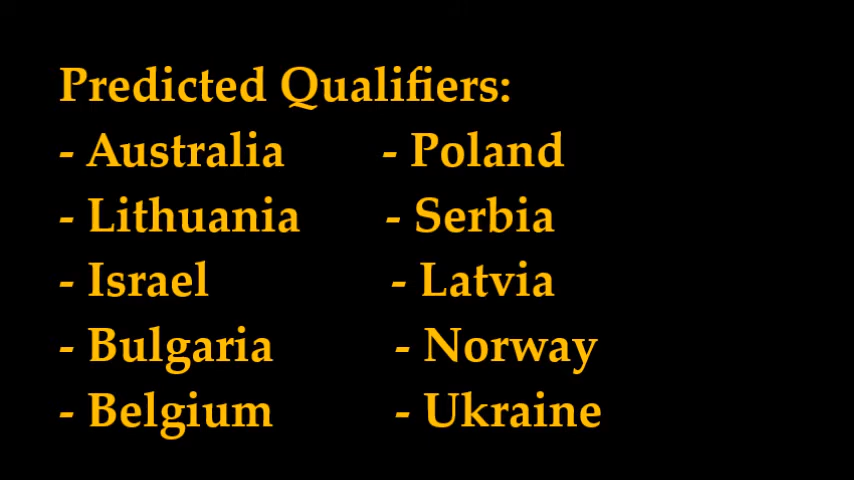 Predicted Qualifiers:
- Australia - Poland
- Lithuania - Serbia
- Israel - Latvia
- Bulgaria - Norway
- Belgium - Ukraine